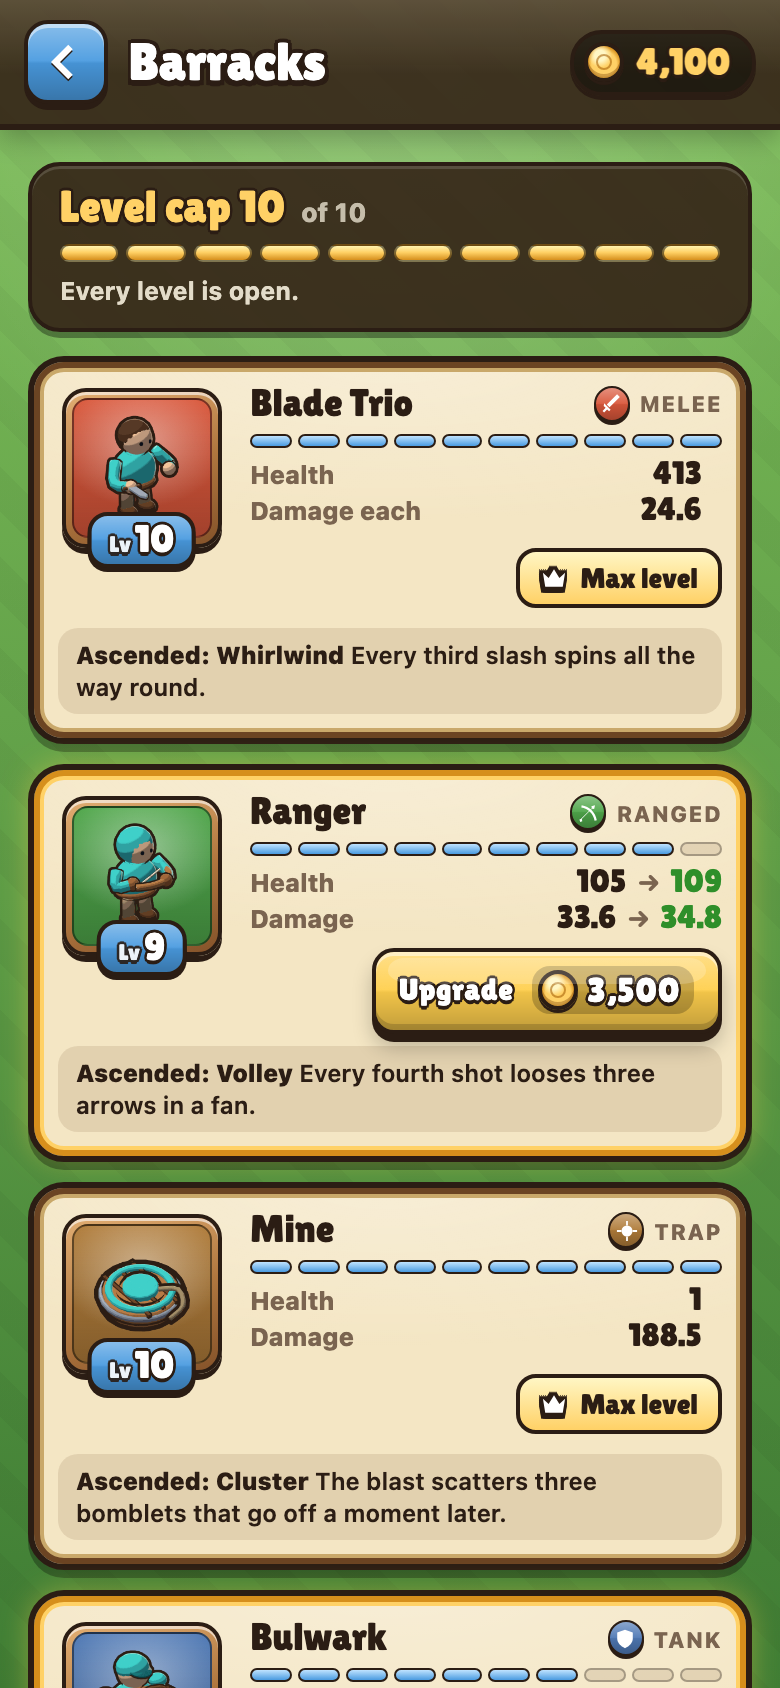 Barracks
4,100
Level cap 10 of 10
Every level is open.
Blade Trio
MELEE
Health 413
Damage each 24.6
Lv 10
Max level
Ascended: Whirlwind Every third slash spins all the
way round.
Ranger
RANGED
Health 105 → 109
Damage 33.6 → 34.8
Lv 9
Upgrade 3,500
Ascended: Volley Every fourth shot looses three
arrows in a fan.
Mine
TRAP
Health 1
Damage 188.5
Lv 10
Max level
Ascended: Cluster The blast scatters three
bomblets that go off a moment later.
Bulwark
TANK